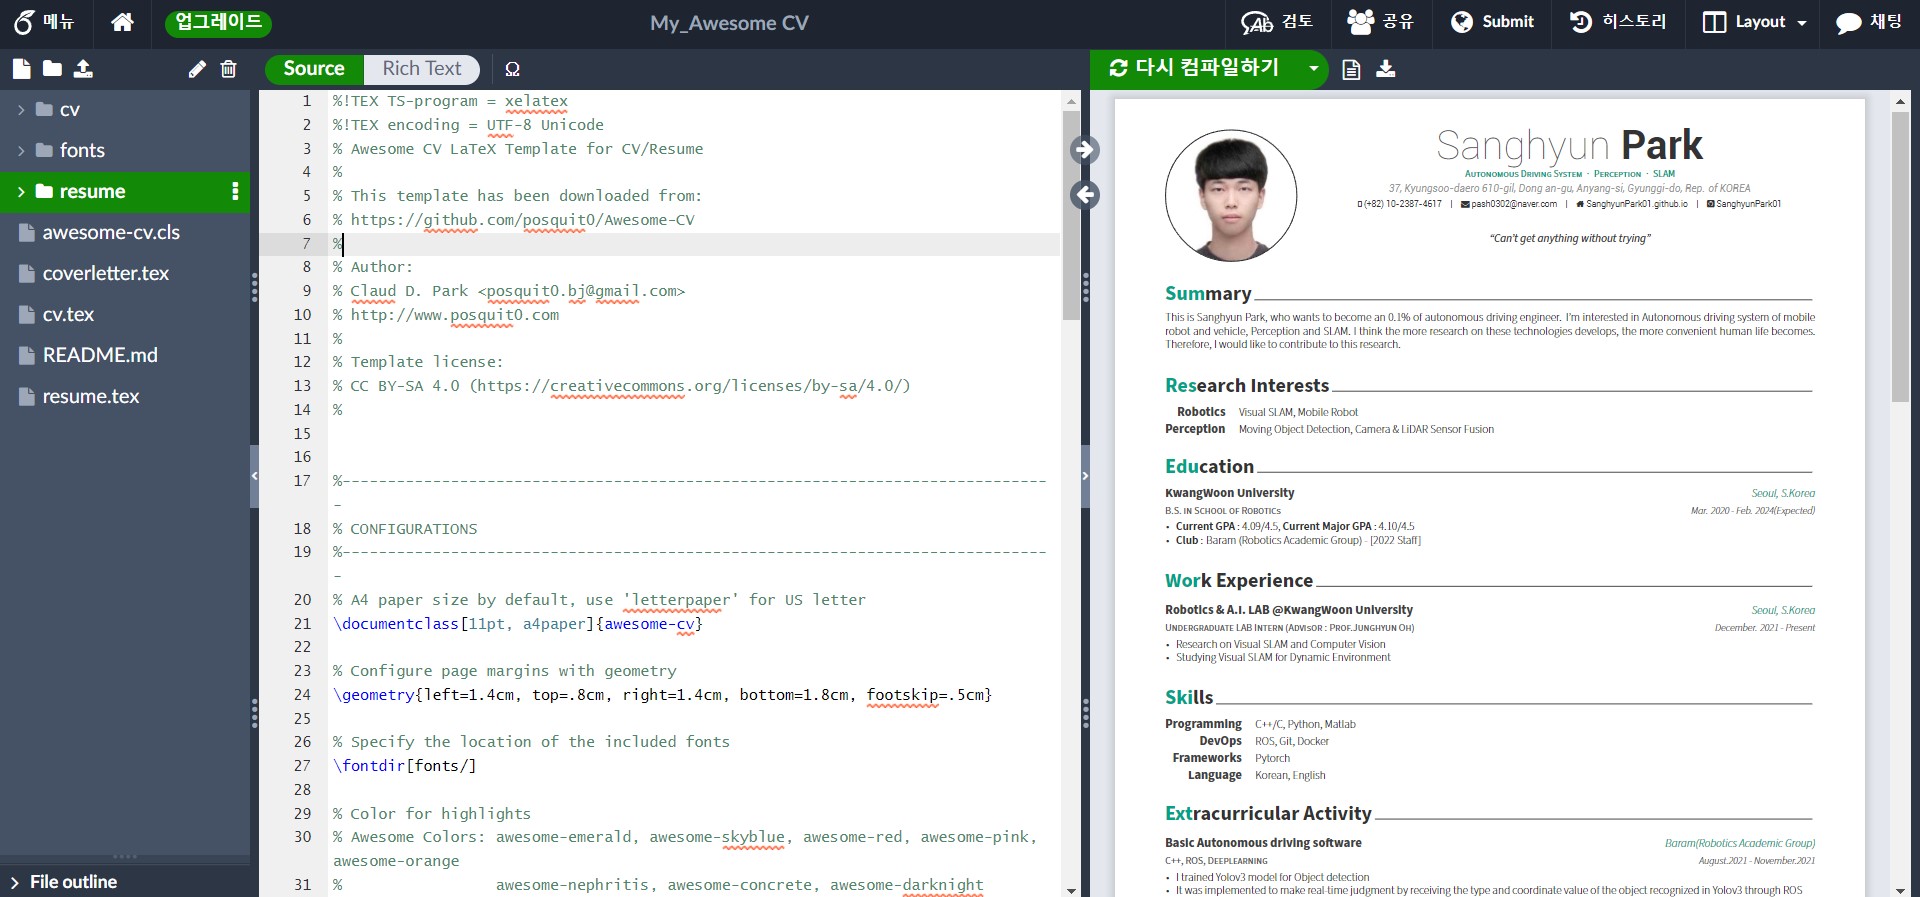 메뉴
업그레이드
My_Awesome CV
검토
공유
Submit
히스토리
Layout
채팅
Source
Rich Text
Ω
다시 컴파일하기
cv
fonts
resume
awesome-cv.cls
coverletter.tex
cv.tex
README.md
resume.tex
File outline
1 %!TEX TS-program = xelatex
2 %!TEX encoding = UTF-8 Unicode
3 % Awesome CV LaTeX Template for CV/Resume
4 %
5 % This template has been downloaded from:
6 % https://github.com/posquit0/Awesome-CV
7 %
8 % Author:
9 % Claud D. Park <posquit0.bj@gmail.com>
10 % http://www.posquit0.com
11 %
12 % Template license:
13 % CC BY-SA 4.0 (https://creativecommons.org/licenses/by-sa/4.0/)
14 %
15
16
17 %------------------------------------------------------------------------------
-
18 % CONFIGURATIONS
19 %------------------------------------------------------------------------------
-
20 % A4 paper size by default, use 'letterpaper' for US letter
21 \documentclass[11pt, a4paper]{awesome-cv}
22
23 % Configure page margins with geometry
24 \geometry{left=1.4cm, top=.8cm, right=1.4cm, bottom=1.8cm, footskip=.5cm}
25
26 % Specify the location of the included fonts
27 \fontdir[fonts/]
28
29 % Color for highlights
30 % Awesome Colors: awesome-emerald, awesome-skyblue, awesome-red, awesome-pink,
awesome-orange
31 % awesome-nephritis, awesome-concrete, awesome-darknight
Sanghyun Park
Autonomous Driving System · Perception · SLAM
37, Kyungsoo-daero 610-gil, Dong an-gu, Anyang-si, Gyunggi-do, Rep. of KOREA
(+82) 10-2387-4617 | pash0302@naver.com | SanghyunPark01.github.io | SanghyunPark01
“Can't get anything without trying”
Summary
This is Sanghyun Park, who wants to become an 0.1% of autonomous driving engineer. I'm interested in Autonomous driving system of mobile
robot and vehicle, Perception and SLAM. I think the more research on these technologies develops, the more convenient human life becomes.
Therefore, I would like to contribute to this research.
Research Interests
Robotics Visual SLAM, Mobile Robot
Perception Moving Object Detection, Camera & LiDAR Sensor Fusion
Education
KwangWoon University Seoul, S.Korea
B.S. in School of Robotics Mar. 2020 - Feb. 2024(Expected)
• Current GPA : 4.09/4.5, Current Major GPA : 4.10/4.5
• Club : Baram (Robotics Academic Group) - [2022 Staff]
Work Experience
Robotics & A.I. LAB @KwangWoon University Seoul, S.Korea
Undergraduate LAB Intern (Advisor : Prof.Junghyun Oh) December. 2021 - Present
• Research on Visual SLAM and Computer Vision
• Studying Visual SLAM for Dynamic Environment
Skills
Programming C++/C, Python, Matlab
DevOps ROS, Git, Docker
Frameworks Pytorch
Language Korean, English
Extracurricular Activity
Basic Autonomous driving software Baram(Robotics Academic Group)
C++, ROS, Deeplearning August.2021 - November.2021
• I trained Yolov3 model for Object detection
• It was implemented to make real-time judgment by receiving the type and coordinate value of the object recognized in Yolov3 through ROS